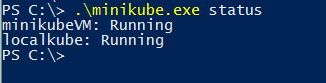 PS C:\> .\minikube.exe status
minikubeVM: Running
localkube: Running
PS C:\>